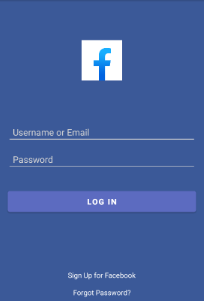 f
Username or Email
Password
LOG IN
Sign Up for Facebook
Forgot Password?